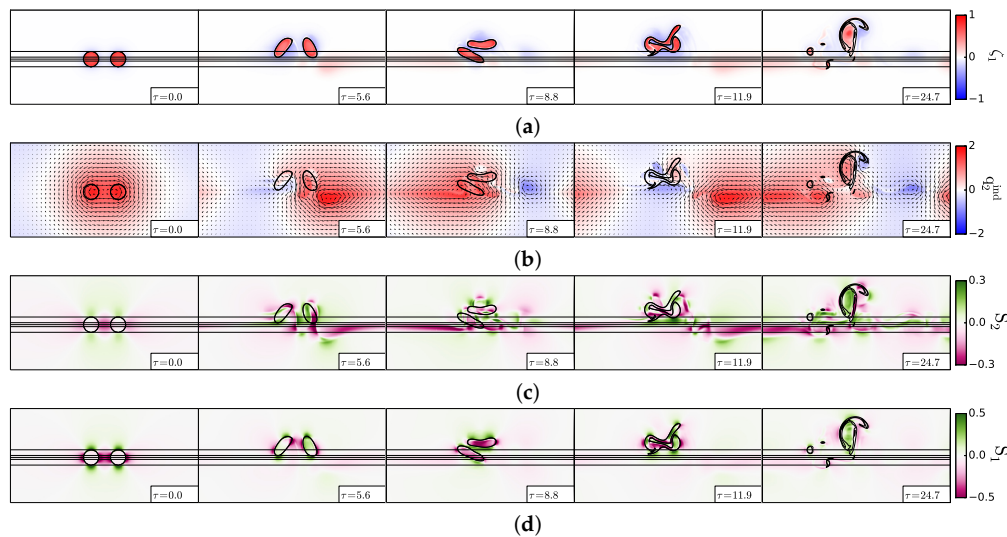 1
0
−1
ζ1
τ=0.0
τ=5.6
τ=8.8
τ=11.9
τ=24.7
(a)
2
0
−2
q2 ind
τ=0.0
τ=5.6
τ=8.8
τ=11.9
τ=24.7
(b)
0.3
0.0
−0.3
S2
τ=0.0
τ=5.6
τ=8.8
τ=11.9
τ=24.7
(c)
0.5
0.0
−0.5
S1
τ=0.0
τ=5.6
τ=8.8
τ=11.9
τ=24.7
(d)